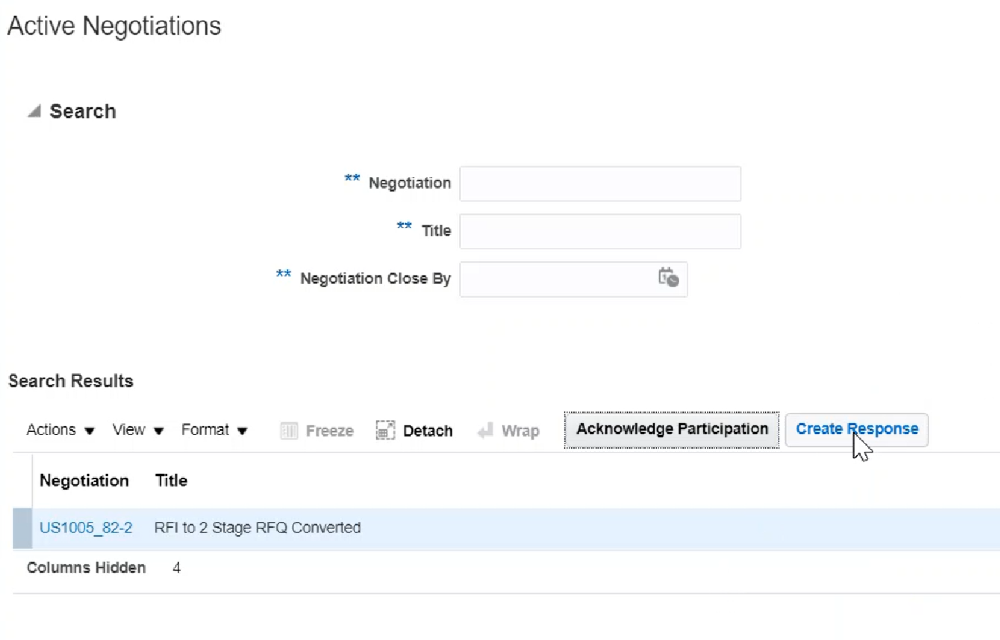 Active Negotiations
Search
** Negotiation
** Title
** Negotiation Close By
Search Results
Actions View Format Freeze Detach Wrap Acknowledge Participation Create Response
Negotiation Title
US1005_82-2 RFI to 2 Stage RFQ Converted
Columns Hidden 4